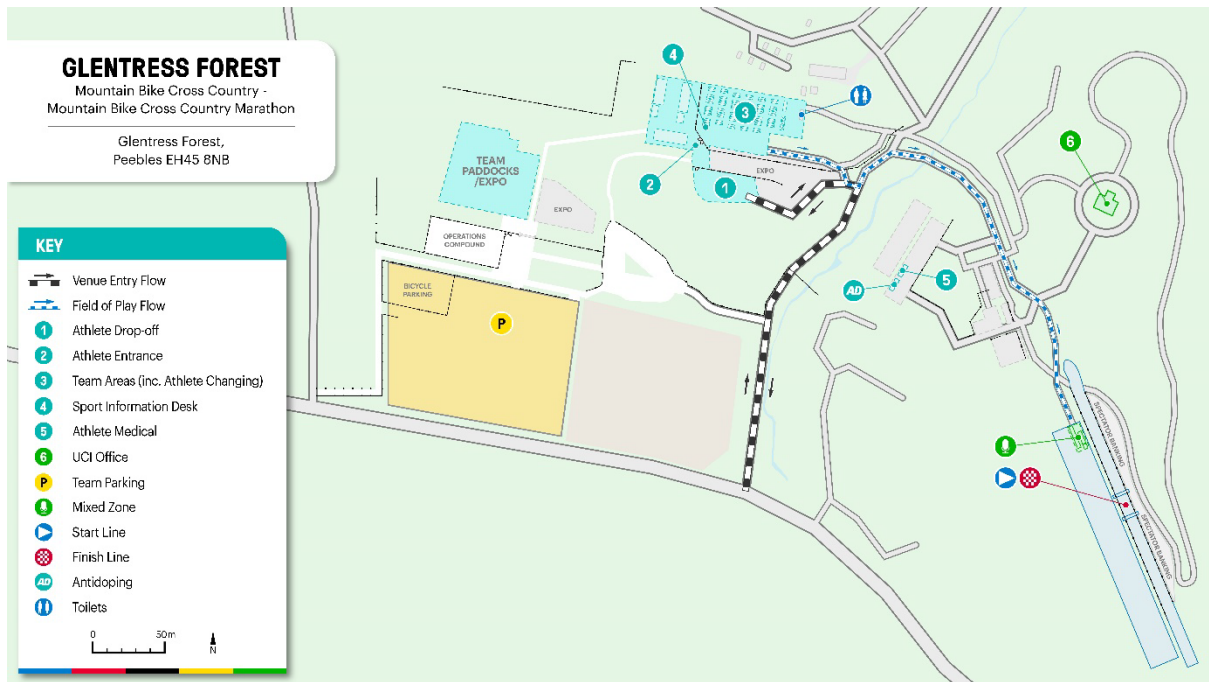 GLENTRESS FOREST
Mountain Bike Cross Country -
Mountain Bike Cross Country Marathon
Glentress Forest,
Peebles EH45 8NB
KEY
Venue Entry Flow
Field of Play Flow
1 Athlete Drop-off
2 Athlete Entrance
3 Team Areas (inc. Athlete Changing)
4 Sport Information Desk
5 Athlete Medical
6 UCI Office
P Team Parking
Mixed Zone
Start Line
Finish Line
AD Antidoping
Toilets
0 50m
N
4
3
TEAM
PADDOCKS
/EXPO
2
1
EXPO
6
EXPO
OPERATIONS
COMPOUND
BICYCLE
PARKING
P
AD
5
SPECTATOR BANKING
SPECTATOR BANKING